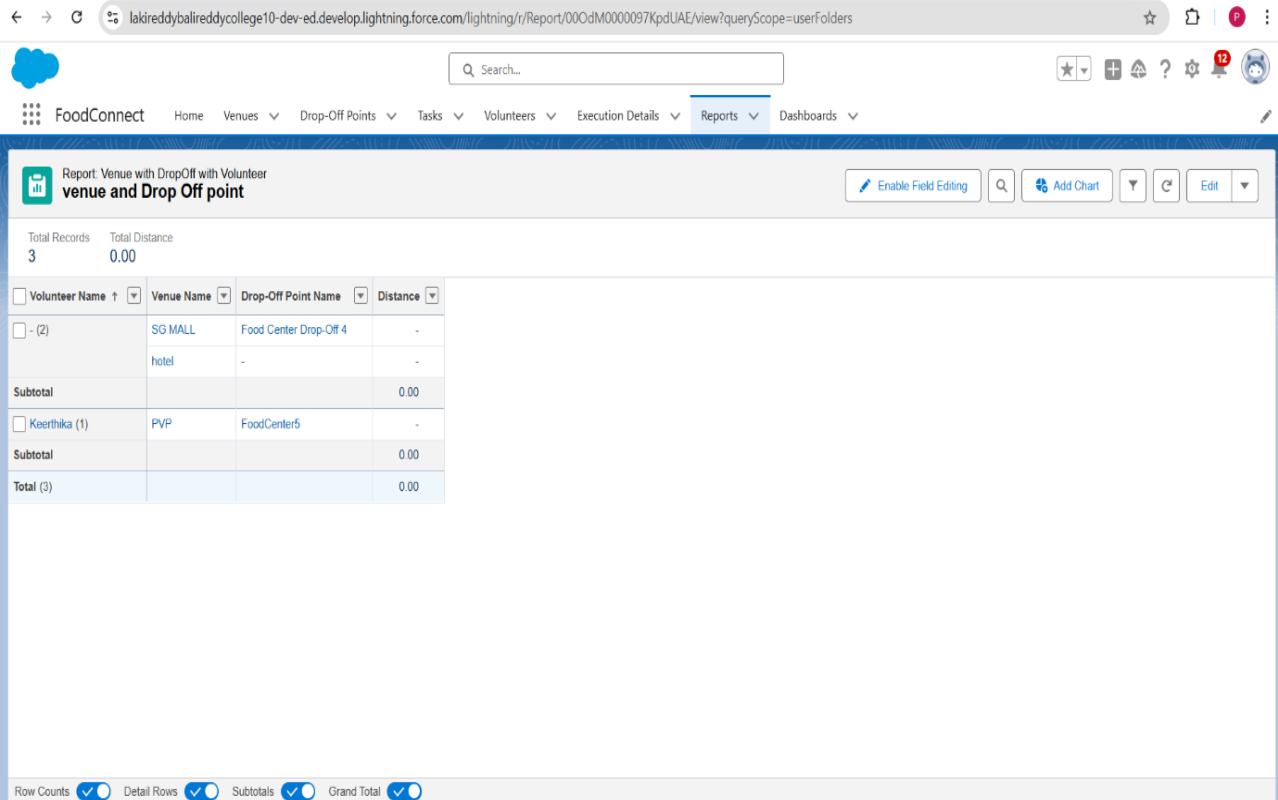 lakireddybalireddycollege10-dev-ed.develop.lightning.force.com/lightning/r/Report/00OdM0000097KpdUAE/view?queryScope=userFolders
P
Search...
12
FoodConnect Home Venues Drop-Off Points Tasks Volunteers Execution Details Reports Dashboards
Report: Venue with DropOff with Volunteer
venue and Drop Off point
Enable Field Editing Add Chart Edit
Total Records Total Distance
3 0.00
Volunteer Name ↑ Venue Name Drop-Off Point Name Distance
- (2) SG MALL Food Center Drop-Off 4 -
hotel - -
Subtotal 0.00
Keerthika (1) PVP FoodCenter5 -
Subtotal 0.00
Total (3) 0.00
Row Counts Detail Rows Subtotals Grand Total